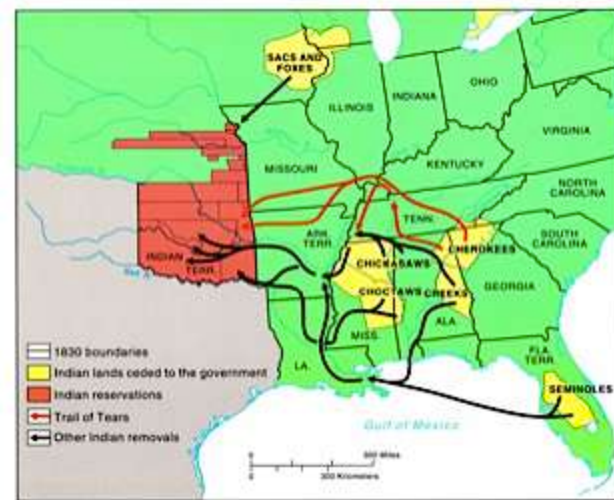 SACS AND
FOXES
ILLINOIS
INDIANA
OHIO
VIRGINIA
MISSOURI
KENTUCKY
NORTH
CAROLINA
TENN.
ARK.
TERR.
CHEROKEES
SOUTH
CAROLINA
INDIAN
TERR.
CHICKASAWS
CHOCTAWS
CREEKS
GEORGIA
MISS.
ALA.
LA.
FLA.
TERR.
SEMINOLES
Gulf of Mexico
1830 boundaries
Indian lands ceded to the government
Indian reservations
Trail of Tears
Other Indian removals
0
300 Miles
0
300 Kilometers